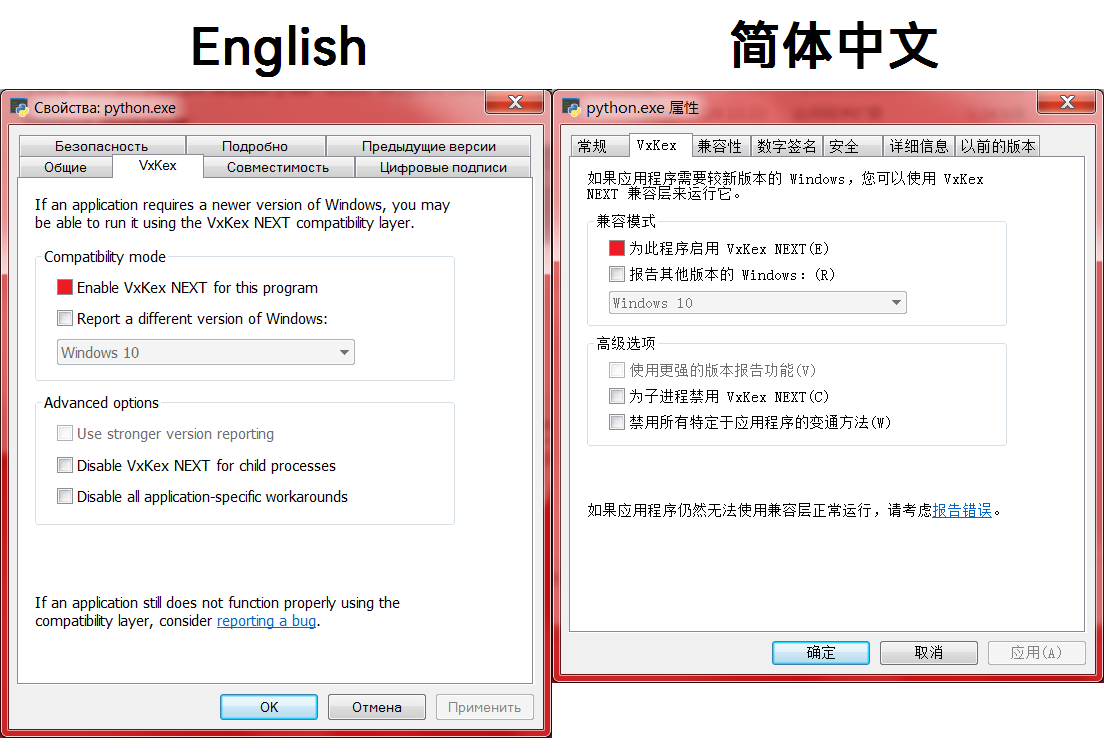 English
简体中文
Свойства: python.exe
Безопасность
Подробно
Предыдущие версии
Общие
VxKex
Совместимость
Цифровые подписи
If an application requires a newer version of Windows, you may
be able to run it using the VxKex NEXT compatibility layer.
Compatibility mode
Enable VxKex NEXT for this program
Report a different version of Windows:
Windows 10
Advanced options
Use stronger version reporting
Disable VxKex NEXT for child processes
Disable all application-specific workarounds
If an application still does not function properly using the
compatibility layer, consider reporting a bug.
OK
Отмена
Применить
python.exe 属性
常规
VxKex
兼容性
数字签名
安全
详细信息
以前的版本
如果应用程序需要较新版本的 Windows，您可以使用 VxKex
NEXT 兼容层来运行它。
兼容模式
为此程序启用 VxKex NEXT(E)
报告其他版本的 Windows：(R)
Windows 10
高级选项
使用更强的版本报告功能(V)
为子进程禁用 VxKex NEXT(C)
禁用所有特定于应用程序的变通方法(W)
如果应用程序仍然无法使用兼容层正常运行，请考虑报告错误。
确定
取消
应用(A)